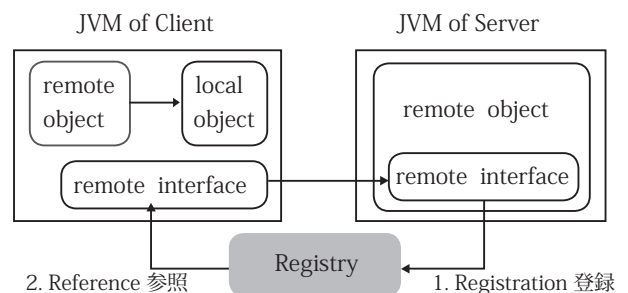 JVM of Client
JVM of Server
remote
object
local
object
remote object
remote interface
remote interface
Registry
2. Reference 参照
1. Registration 登録